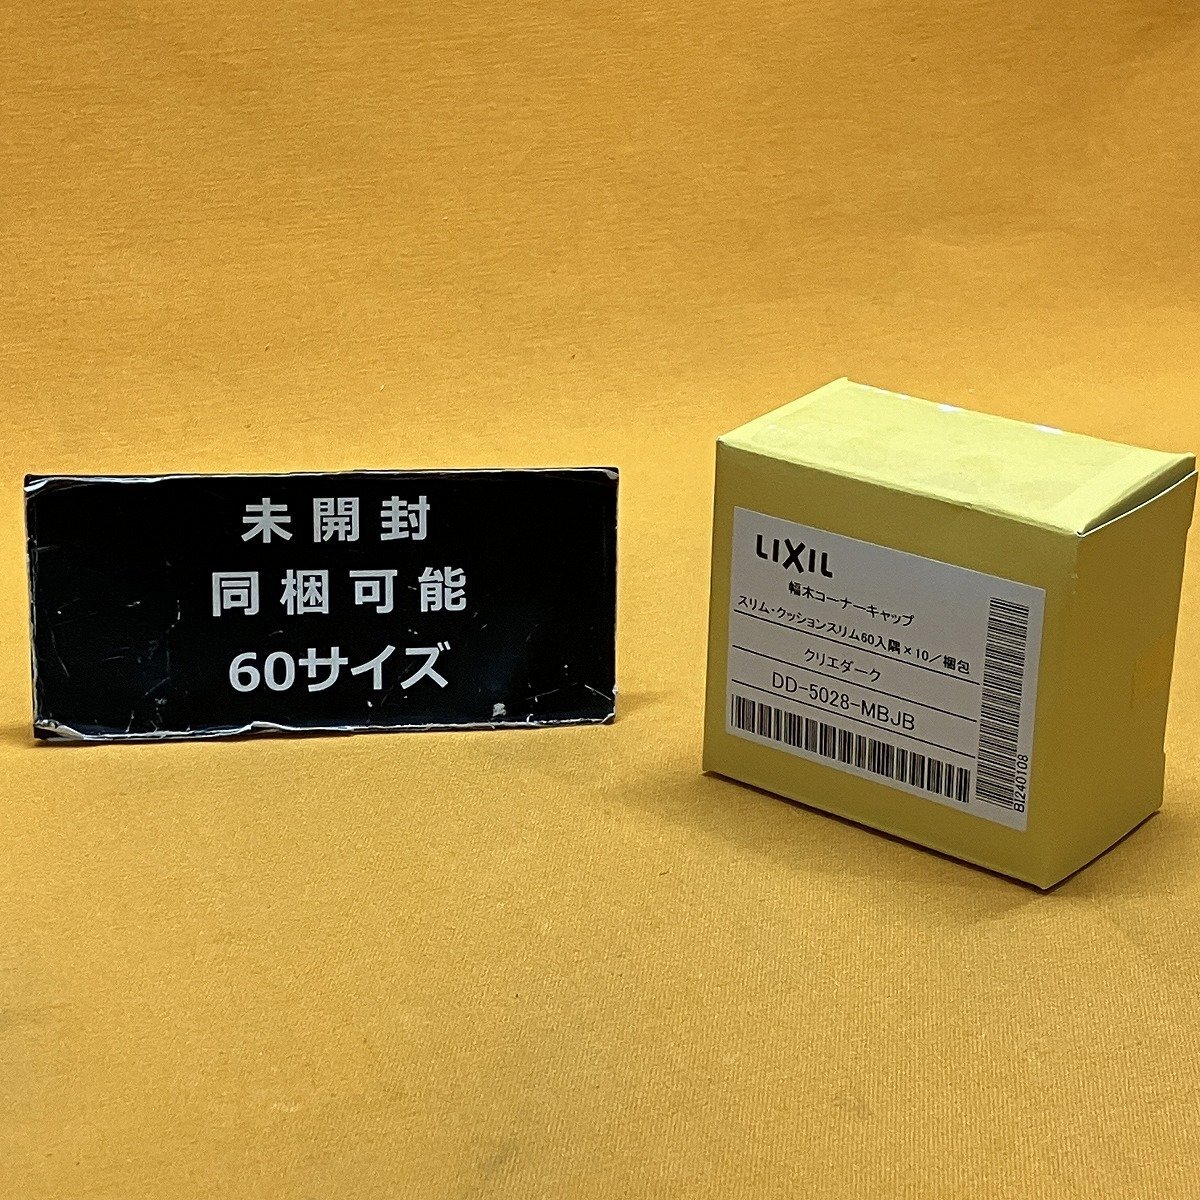 未開封
同梱可能
60サイズ
LIXIL
幅木コーナーキャップ
スリム・クッションスリム60入隅×10／梱包
クリエダーク
DD-5028-MBJB
BI240108